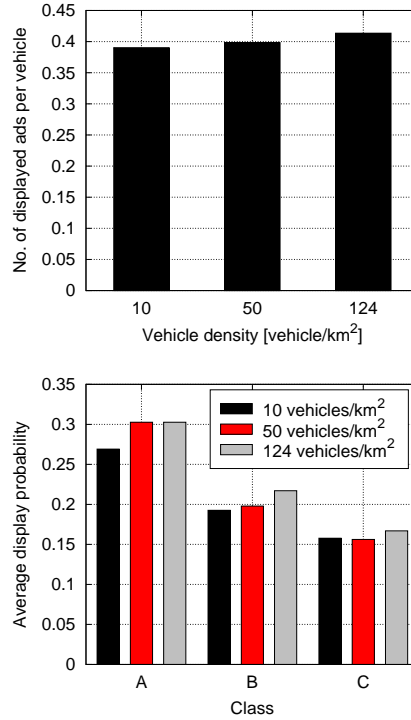 0.5
0.45
0.4
0.35
0.3
0.25
0.2
0.15
0.1
0.05
0
No. of displayed ads per vehicle
10 50 124
Vehicle density [vehicle/km²]
0.35
0.3
0.25
0.2
0.15
0.1
0.05
0
Average display probability
10 vehicles/km²
50 vehicles/km²
124 vehicles/km²
A B C
Class